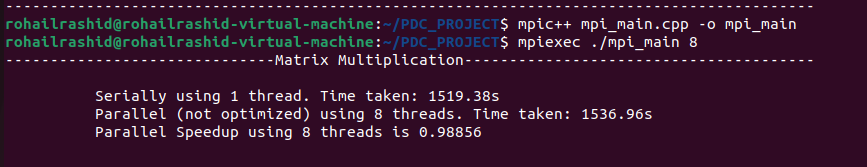 --------------------------------------------------------------------------------
rohailrashid@rohailrashid-virtual-machine:~/PDC_PROJECT$ mpic++ mpi_main.cpp -o mpi_main
rohailrashid@rohailrashid-virtual-machine:~/PDC_PROJECT$ mpiexec ./mpi_main 8
------------------------------Matrix Multiplication---------------------------------------
Serially using 1 thread. Time taken: 1519.38s
Parallel (not optimized) using 8 threads. Time taken: 1536.96s
Parallel Speedup using 8 threads is 0.98856